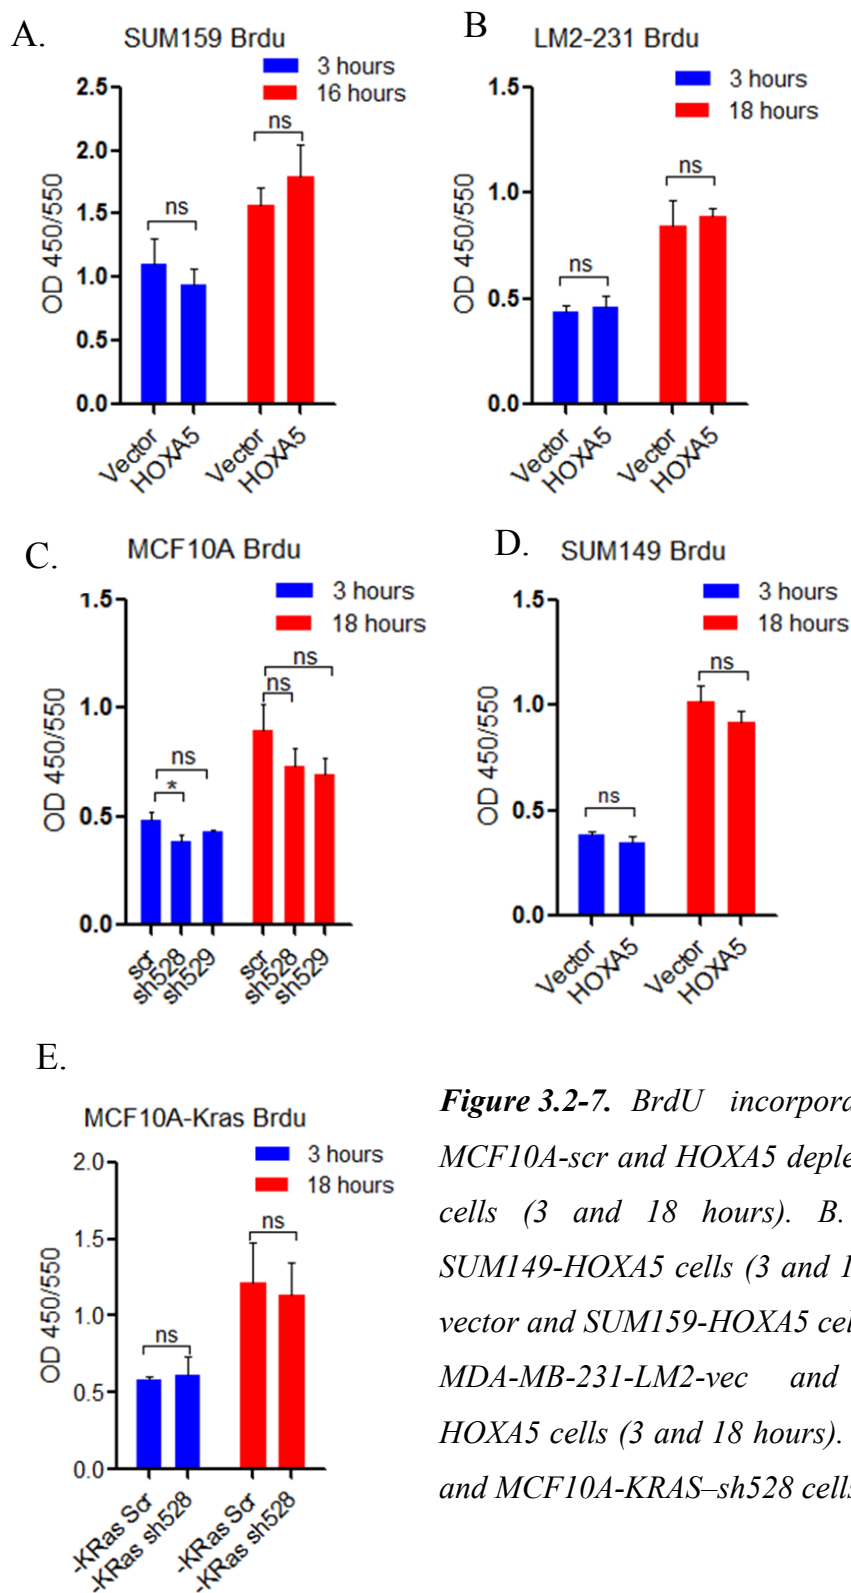 A.
SUM159 Brdu
3 hours
16 hours
OD 450/550
2.5
2.0
1.5
1.0
0.5
0.0
ns
ns
Vector
HOXA5
Vector
HOXA5
B
LM2-231 Brdu
3 hours
18 hours
OD 450/550
1.5
1.0
0.5
0.0
ns
ns
Vector
HOXA5
Vector
HOXA5
C.
MCF10A Brdu
3 hours
18 hours
OD 450/550
1.5
1.0
0.5
0.0
ns
*
ns
ns
scr
sh528
sh529
scr
sh528
sh529
D.
SUM149 Brdu
3 hours
18 hours
OD 450/550
1.5
1.0
0.5
0.0
ns
ns
Vector
HOXA5
Vector
HOXA5
E.
MCF10A-Kras Brdu
3 hours
18 hours
OD 450/550
2.0
1.5
1.0
0.5
0.0
ns
ns
-KRas Scr
-KRas sh528
-KRas Scr
-KRas sh528
Figure 3.2-7. BrdU incorpora
MCF10A-scr and HOXA5 deple
cells (3 and 18 hours). B.
SUM149-HOXA5 cells (3 and 1
vector and SUM159-HOXA5 cel
MDA-MB-231-LM2-vec and
HOXA5 cells (3 and 18 hours).
and MCF10A-KRAS–sh528 cells